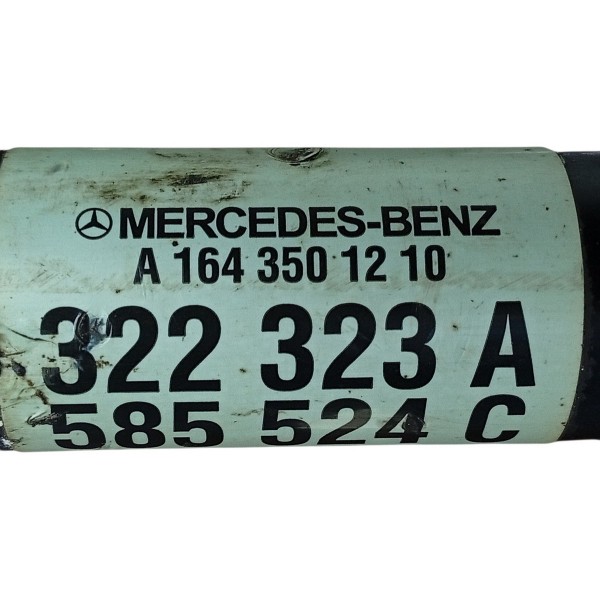 MERCEDES-BENZ
A 164 350 12 10
322 323 A
585 524 C